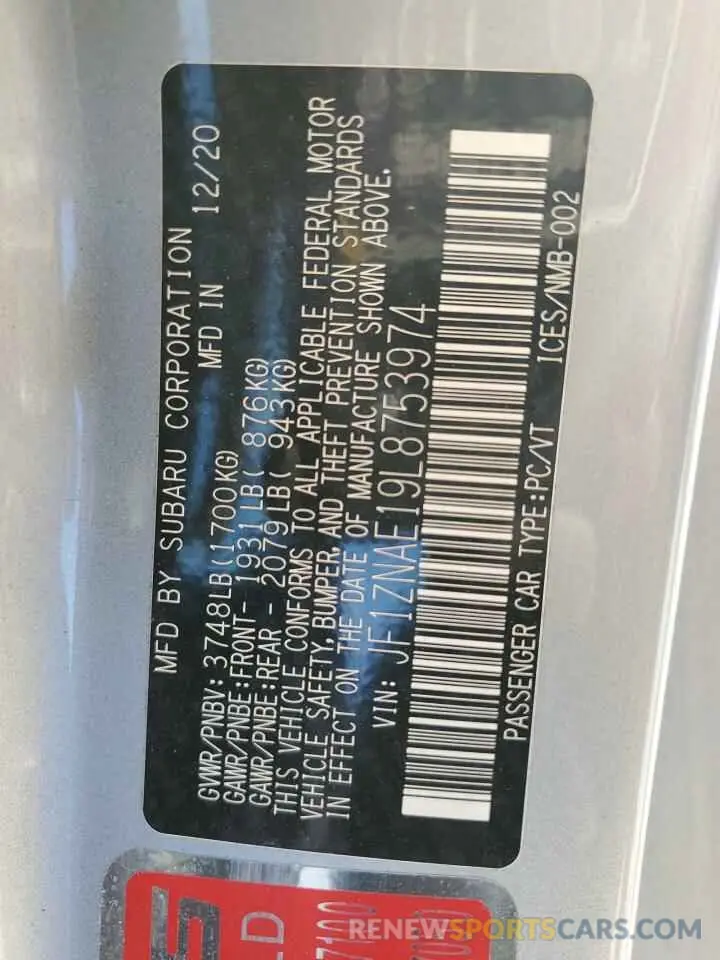 MFD BY SUBARU CORPORATION
MFD IN 12/20
GWR/PNBV: 3748LB(1700KG)
GAWR/PNBE:FRONT- 1931LB( 876KG)
GAWR/PNBE:REAR - 2079LB( 943KG)
THIS VEHICLE CONFORMS TO ALL APPLICABLE FEDERAL MOTOR
VEHICLE SAFETY, BUMPER, AND THEFT PREVENTION STANDARDS
IN EFFECT ON THE DATE OF MANUFACTURE SHOWN ABOVE.
VIN: JF1ZNAE19L8753974
PASSENGER CAR TYPE:PC/VT ICES/NMB-002
LD
7100
RENEWSPORTSCARS.COM